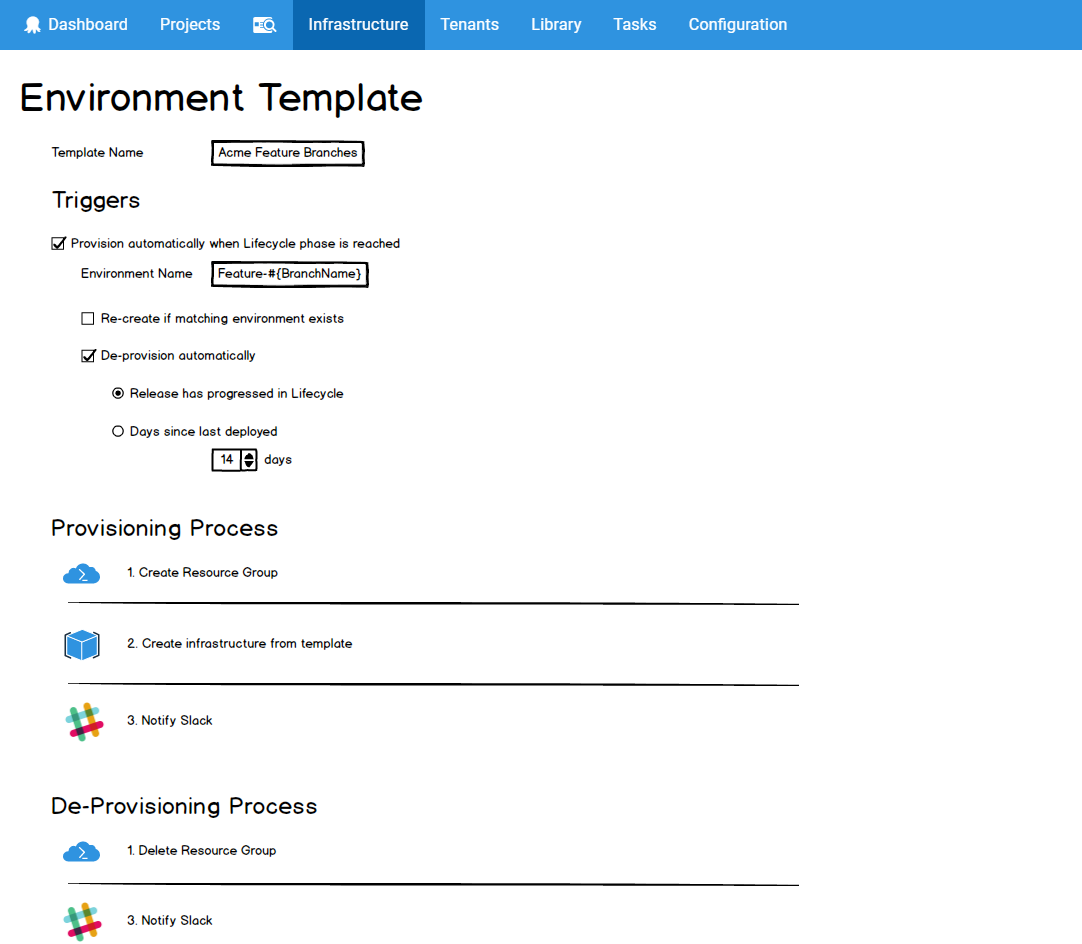 Dashboard Projects Infrastructure Tenants Library Tasks Configuration
Environment Template
Template Name Acme Feature Branches
Triggers
Provision automatically when Lifecycle phase is reached
Environment Name Feature-#{BranchName}
Re-create if matching environment exists
De-provision automatically
Release has progressed in Lifecycle
Days since last deployed
14 days
Provisioning Process
1. Create Resource Group
2. Create infrastructure from template
3. Notify Slack
De-Provisioning Process
1. Delete Resource Group
3. Notify Slack